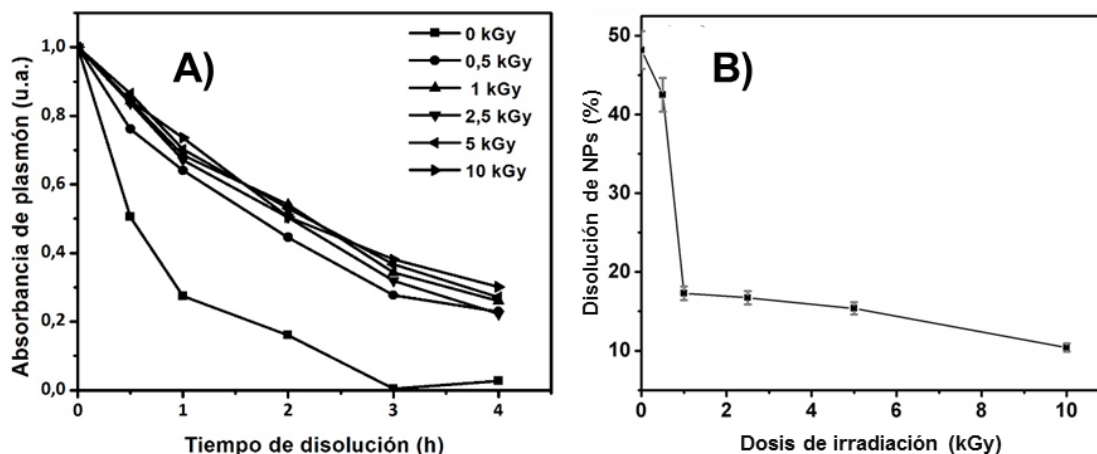 A)
0 kGy
0,5 kGy
1 kGy
2,5 kGy
5 kGy
10 kGy
1,0
0,8
0,6
0,4
0,2
0,0
0
1
2
3
4
Absorbancia de plasmón (u.a.)
Tiempo de disolución (h)
B)
50
40
30
20
10
0
2
4
6
8
10
Disolución de NPs (%)
Dosis de irradiación (kGy)